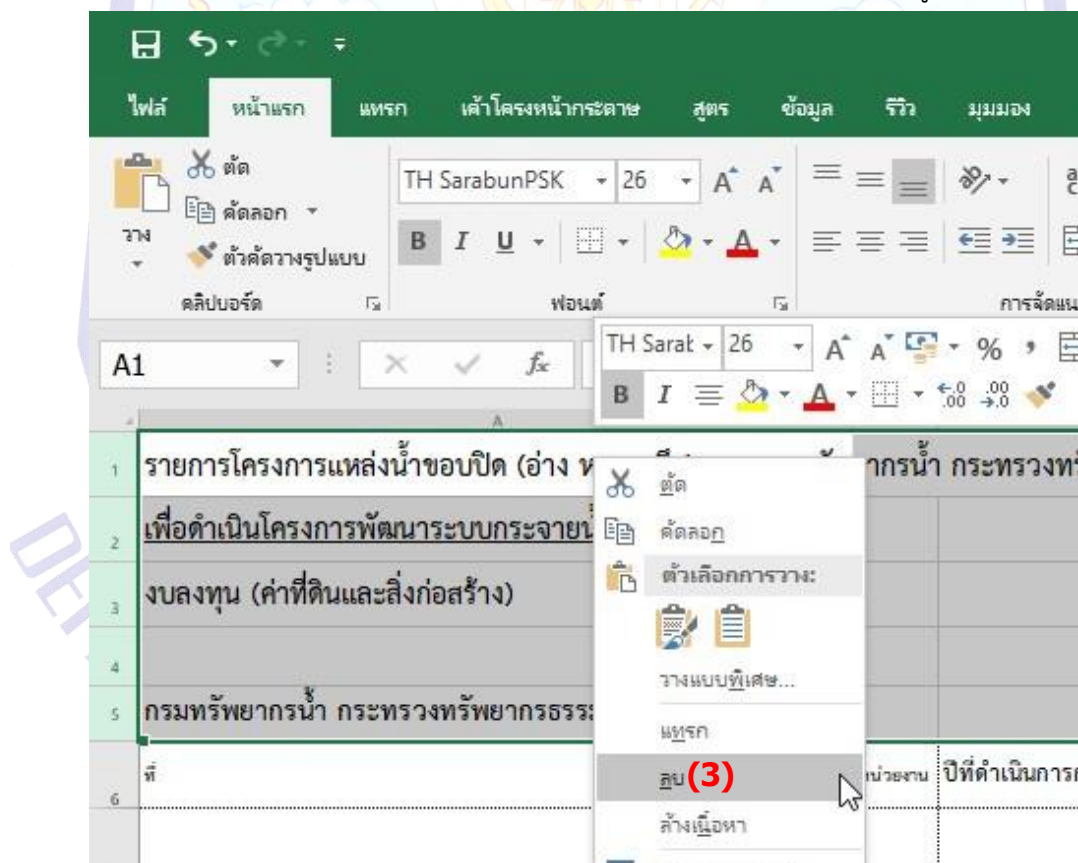 ไฟล์ หน้าแรก แทรก เค้าโครงหน้ากระดาษ สูตร ข้อมูล รีวิว มุมมอง
ตัด
คัดลอก
วาง
ตัวคัดวางรูปแบบ
TH SarabunPSK 26 A A
B I U A
คลิปบอร์ด ฟอนต์
TH Sarat 26 A A % ,
B I A .00 .00
A1 fx
A
1 รายการโครงการแหล่งน้ำขอบปิด (อ่าง ากรน้ำ
2 เพื่อดำเนินโครงการพัฒนาระบบกระจายน้
3 งบลงทุน (ค่าที่ดินและสิ่งก่อสร้าง)
4
5 กรมทรัพยากรน้ำ กระทรวงทรัพยากรธรร
6 ที่ หน่วยงาน ปีที่ดำเนินการ
ตัด
คัดลอก
ตัวเลือกการวาง:
วางแบบพิเศษ...
แทรก
ลบ (3)
ล้างเนื้อหา